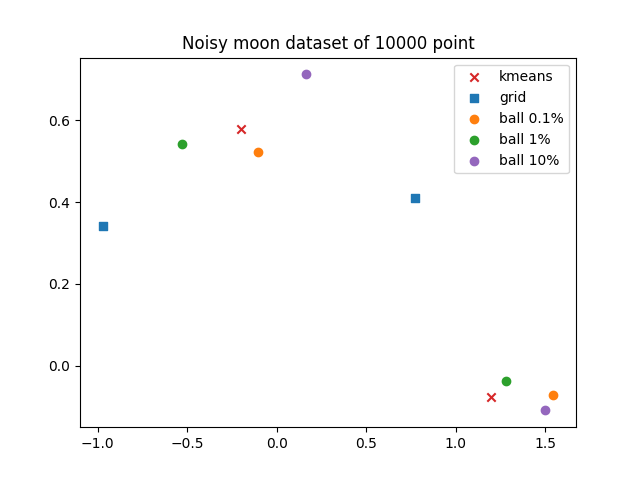 Noisy moon dataset of 10000 point
kmeans
grid
ball 0.1%
ball 1%
ball 10%
0.6
0.4
0.2
0.0
−1.0 −0.5 0.0 0.5 1.0 1.5